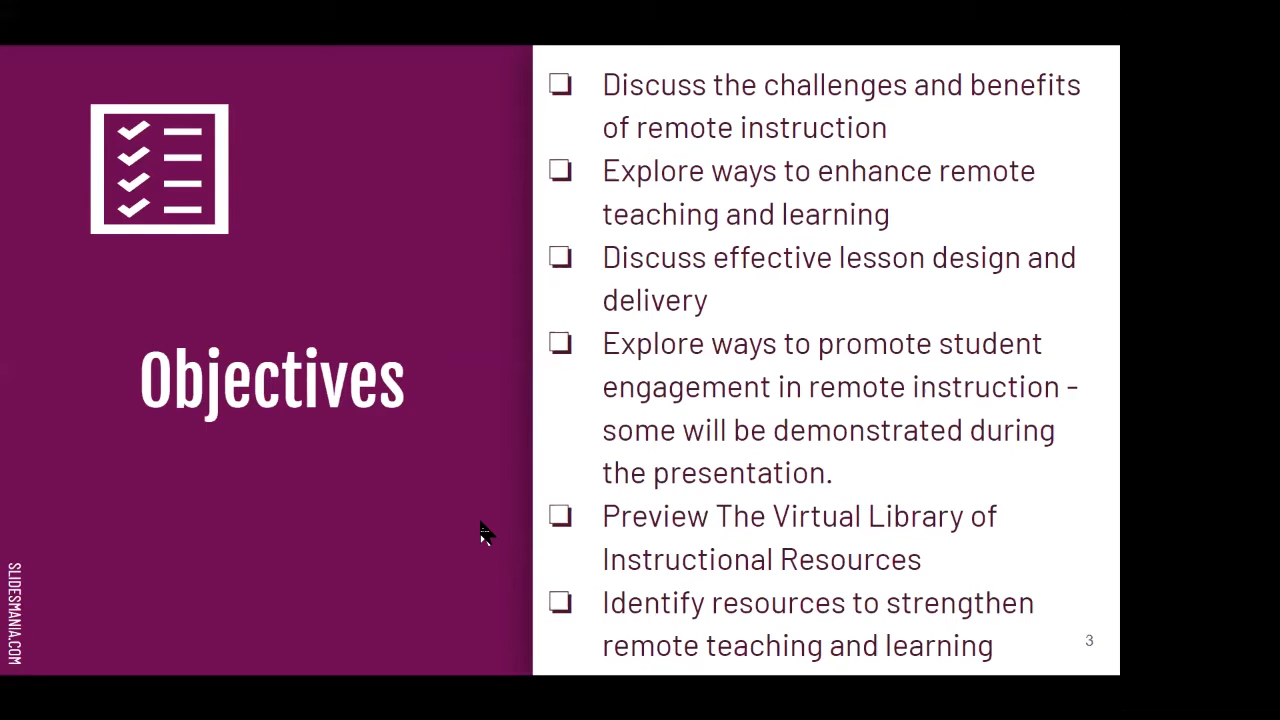 Objectives
❏ Discuss the challenges and benefits
of remote instruction
❏ Explore ways to enhance remote
teaching and learning
❏ Discuss effective lesson design and
delivery
❏ Explore ways to promote student
engagement in remote instruction -
some will be demonstrated during
the presentation.
❏ Preview The Virtual Library of
Instructional Resources
❏ Identify resources to strengthen
remote teaching and learning
3
SLIDESMANIA.COM